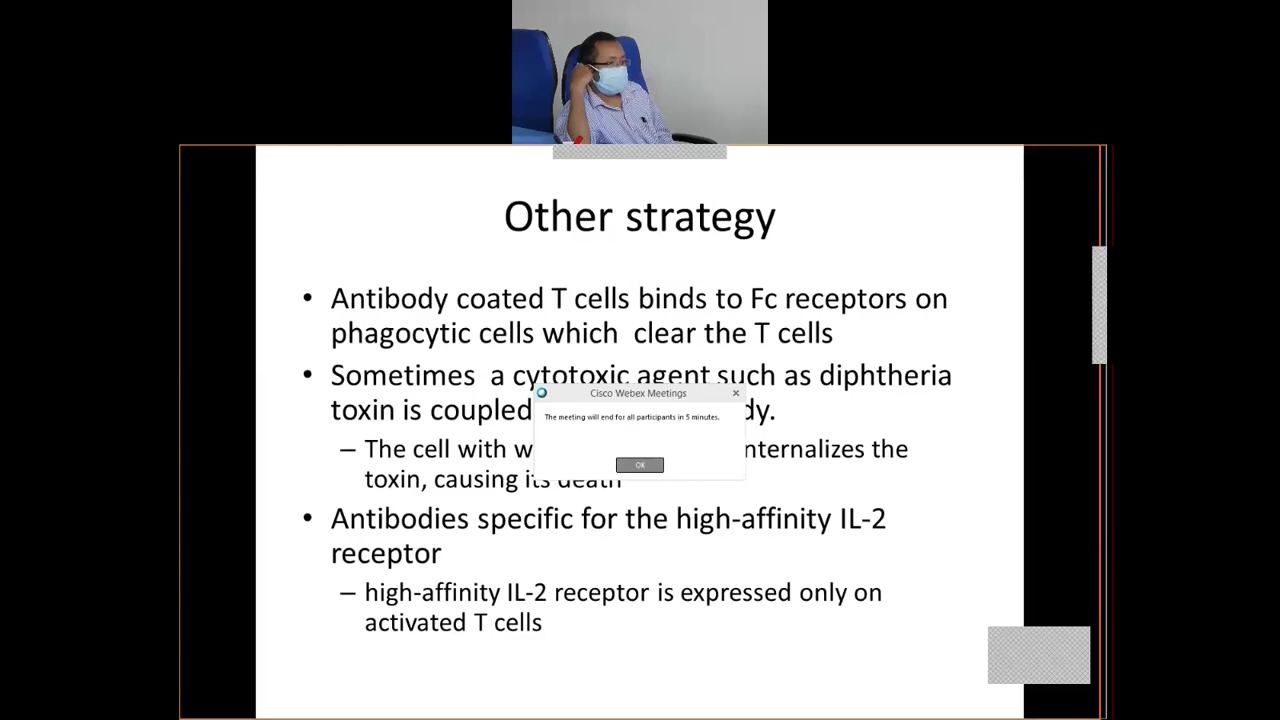 Other strategy
• Antibody coated T cells binds to Fc receptors on
phagocytic cells which clear the T cells
• Sometimes a cytotoxic agent such as diphtheria
toxin is coupled
– The cell with
internalizes the
toxin, causing its death
• Antibodies specific for the high-affinity IL-2
receptor
– high-affinity IL-2 receptor is expressed only on
activated T cells
Cisco Webex Meetings
The meeting will end for all participants in 5 minutes.
OK